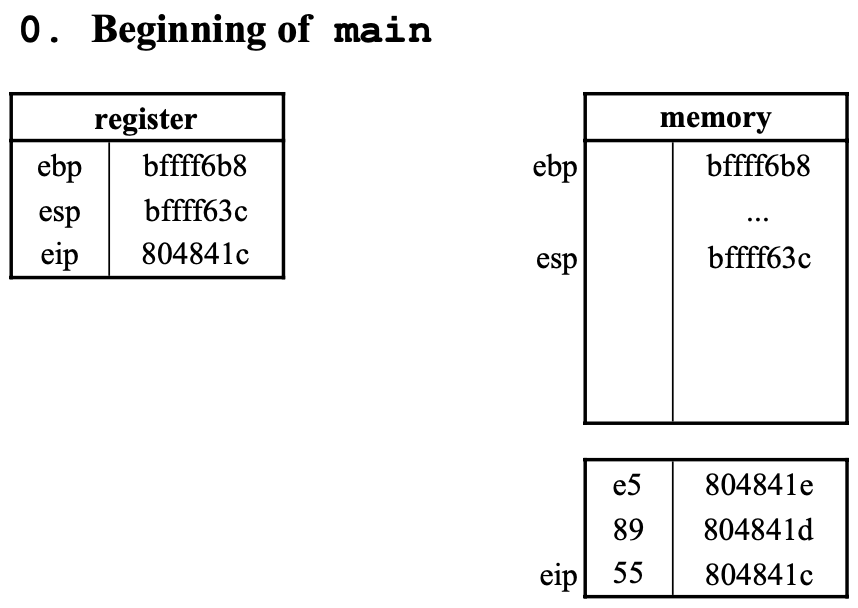 0. Beginning of main
register memory
ebp bffff6b8 ebp bffff6b8
esp bffff63c ...
eip 804841c esp bffff63c
e5 804841e
89 804841d
eip 55 804841c